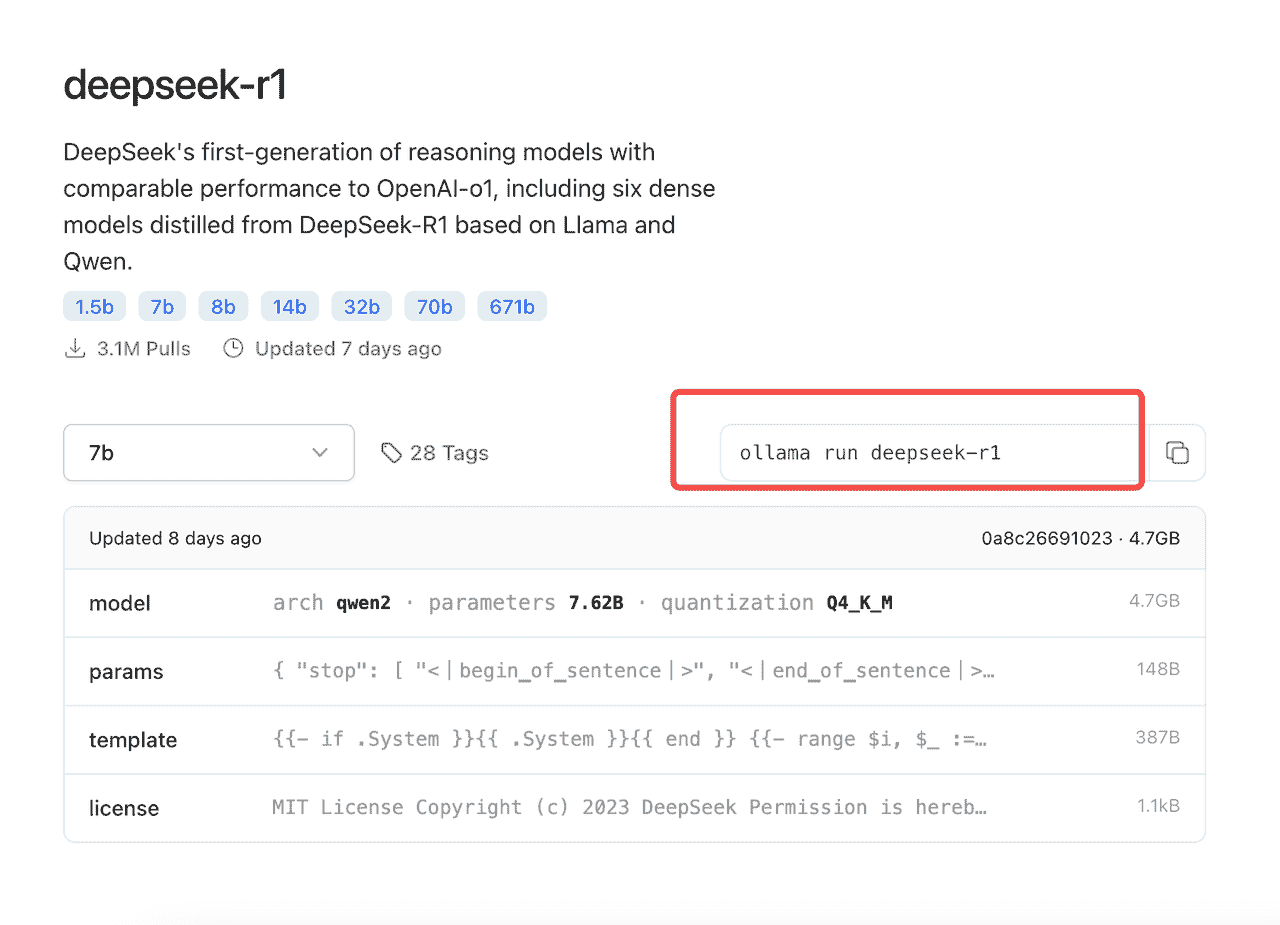 deepseek-r1
DeepSeek's first-generation of reasoning models with
comparable performance to OpenAI-o1, including six dense
models distilled from DeepSeek-R1 based on Llama and
Qwen.
1.5b 7b 8b 14b 32b 70b 671b
3.1M Pulls Updated 7 days ago
7b 28 Tags ollama run deepseek-r1
Updated 8 days ago 0a8c26691023 · 4.7GB
model arch qwen2 · parameters 7.62B · quantization Q4_K_M 4.7GB
params { "stop": [ "<|begin_of_sentence|>", "<|end_of_sentence|>… 148B
template {{- if .System }}{{ .System }}{{ end }} {{- range $i, $_ :=… 387B
license MIT License Copyright (c) 2023 DeepSeek Permission is hereb… 1.1kB